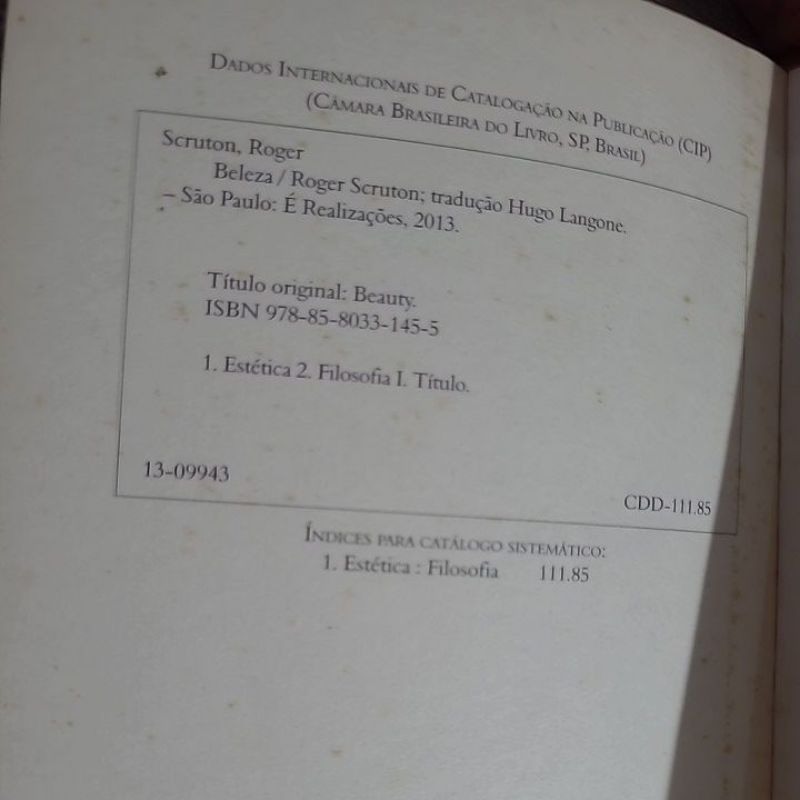 Dados Internacionais de Catalogação na Publicação (CIP)
(Câmara Brasileira do Livro, SP, Brasil)
Scruton, Roger
Beleza / Roger Scruton; tradução Hugo Langone.
– São Paulo: É Realizações, 2013.
Título original: Beauty.
ISBN 978-85-8033-145-5
1. Estética 2. Filosofia I. Título.
13-09943
CDD-111.85
Índices para catálogo sistemático:
1. Estética : Filosofia 111.85